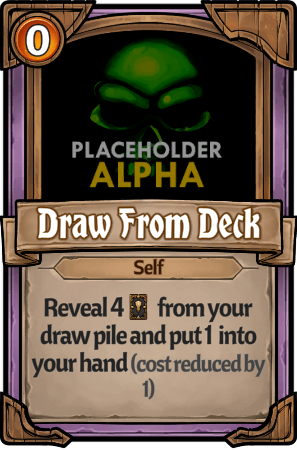 0
PLACEHOLDER
ALPHA
Draw From Deck
Self
Reveal 4 from your
draw pile and put 1 into
your hand (cost reduced by
1)